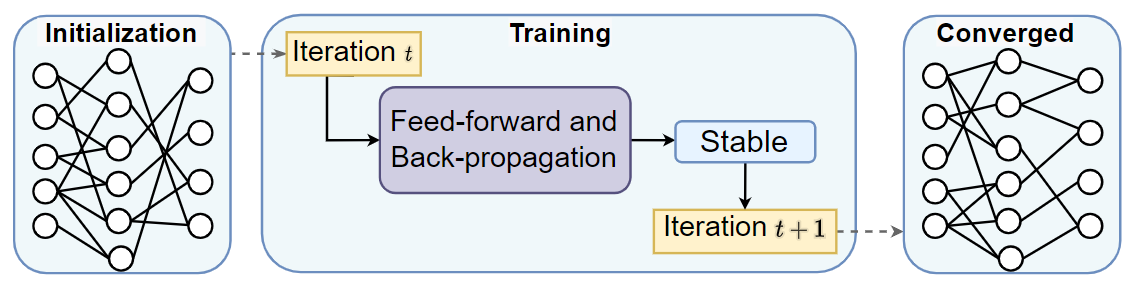 Initialization
Training
Iteration t
Feed-forward and
Back-propagation
Stable
Iteration t + 1
Converged